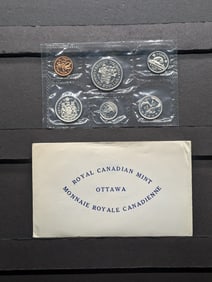 ROYAL CANADIAN MINT
OTTAWA
MONNAIE ROYALE CANADIENNE